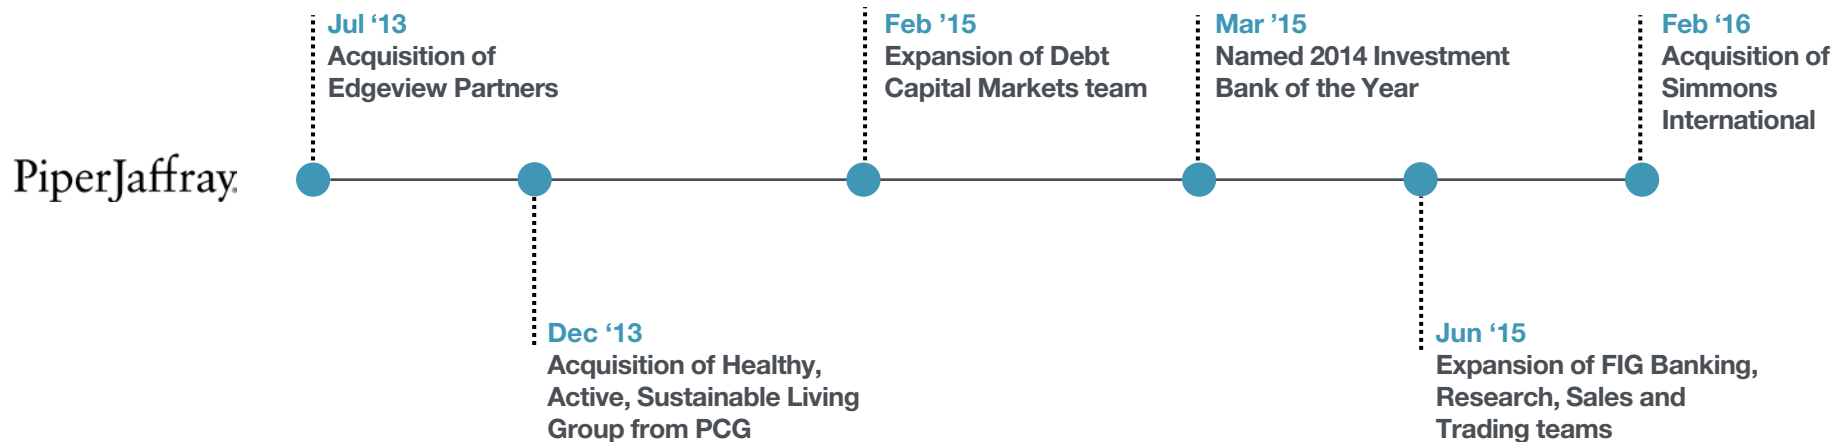 Jul ‘13
Acquisition of
Edgeview Partners
Feb ’15
Expansion of Debt
Capital Markets team
Mar ’15
Named 2014 Investment
Bank of the Year
Feb ‘16
Acquisition of
Simmons
International
PiperJaffray.
Dec ‘13
Acquisition of Healthy,
Active, Sustainable Living
Group from PCG
Jun ‘15
Expansion of FIG Banking,
Research, Sales and
Trading teams